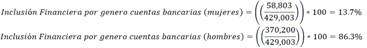 Inclusión Financiera por genero cuentas bancarias (mujeres) = ((58,803 / 429,003)) * 100 = 13.7%
Inclusión Financiera por genero cuentas bancarias (hombres) = ((370,200 / 429,003)) * 100 = 86.3%